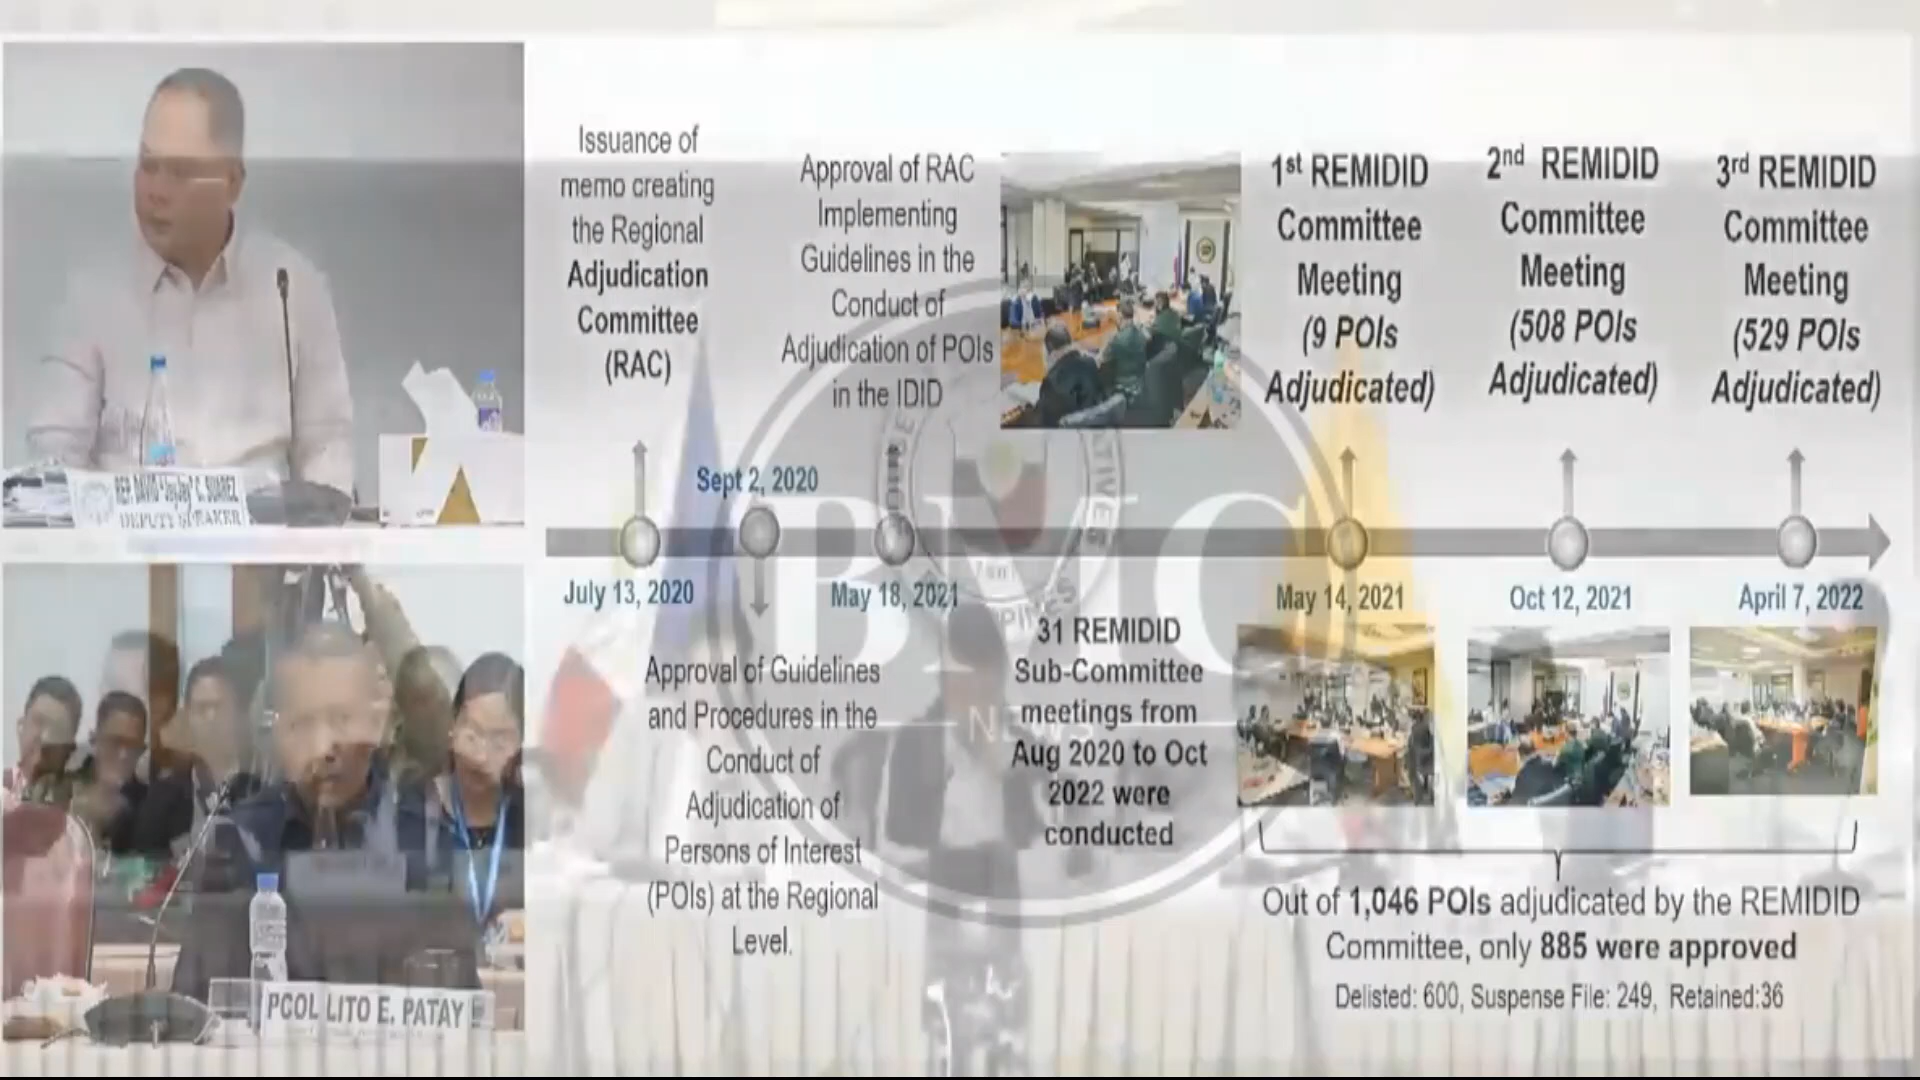 Issuance of
memo creating
the Regional
Adjudication
Committee
(RAC)
July 13, 2020
Sept 2, 2020
Approval of Guidelines
and Procedures in the
Conduct of
Adjudication of
Persons of Interest
(POIs) at the Regional
Level.
Approval of RAC
Implementing
Guidelines in the
Conduct of
Adjudication of POIs
in the IDID
May 18, 2021
31 REMIDID
Sub-Committee
meetings from
Aug 2020 to Oct
2022 were
conducted
1st REMIDID
Committee
Meeting
(9 POIs
Adjudicated)
May 14, 2021
2nd REMIDID
Committee
Meeting
(508 POIs
Adjudicated)
Oct 12, 2021
3rd REMIDID
Committee
Meeting
(529 POIs
Adjudicated)
April 7, 2022
Out of 1,046 POIs adjudicated by the REMIDID
Committee, only 885 were approved
Delisted: 600, Suspense File: 249, Retained:36
REP. DAVID "JayJay" C. SUAREZ
DEPUTY SPEAKER
PCOL LITO E. PATAY
BMC
NEWS